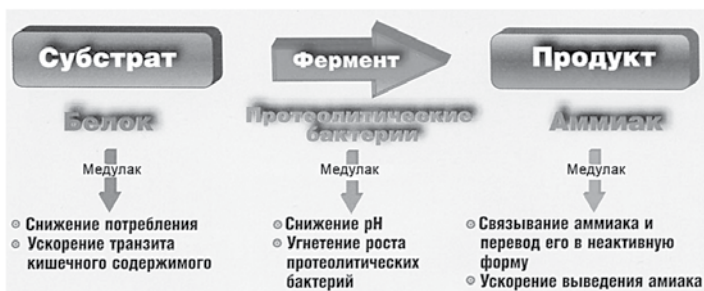 Субстрат
Фермент
Продукт
Белок
Протеолитические
бактерии
Аммиак
Медулак
Медулак
Медулак
Снижение потребления
Ускорение транзита
кишечного содержимого
Снижение pH
Угнетение роста
протеолитических
бактерий
Связывание аммиака и
перевод его в неактивную
форму
Ускорение выведения амиака